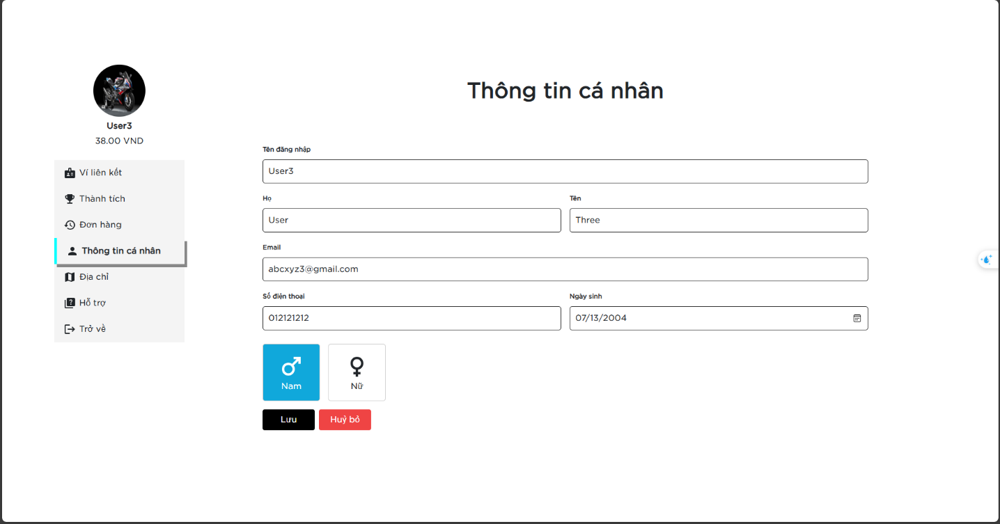 User3
38.00 VND
Ví liên kết
Thành tích
Đơn hàng
Thông tin cá nhân
Địa chỉ
Hỗ trợ
Trở về
Thông tin cá nhân
Tên đăng nhập
User3
Họ
Tên
User
Three
Email
abcxyz3@gmail.com
Số điện thoại
Ngày sinh
012121212
07/13/2004
Nam
Nữ
Lưu
Huỷ bỏ